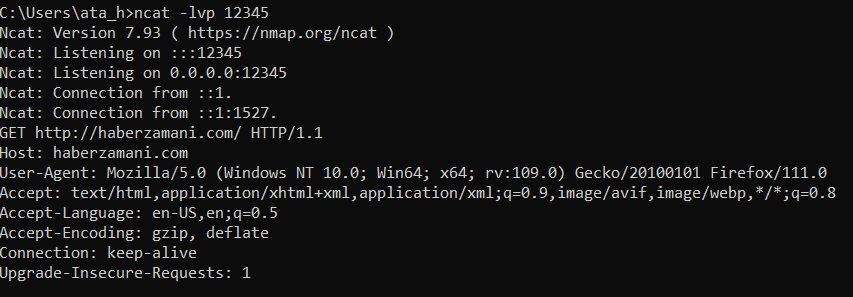 C:\Users\ata_h>ncat -lvp 12345
Ncat: Version 7.93 ( https://nmap.org/ncat )
Ncat: Listening on :::12345
Ncat: Listening on 0.0.0.0:12345
Ncat: Connection from ::1.
Ncat: Connection from ::1:1527.
GET http://haberzamani.com/ HTTP/1.1
Host: haberzamani.com
User-Agent: Mozilla/5.0 (Windows NT 10.0; Win64; x64; rv:109.0) Gecko/20100101 Firefox/111.0
Accept: text/html,application/xhtml+xml,application/xml;q=0.9,image/avif,image/webp,*/*;q=0.8
Accept-Language: en-US,en;q=0.5
Accept-Encoding: gzip, deflate
Connection: keep-alive
Upgrade-Insecure-Requests: 1